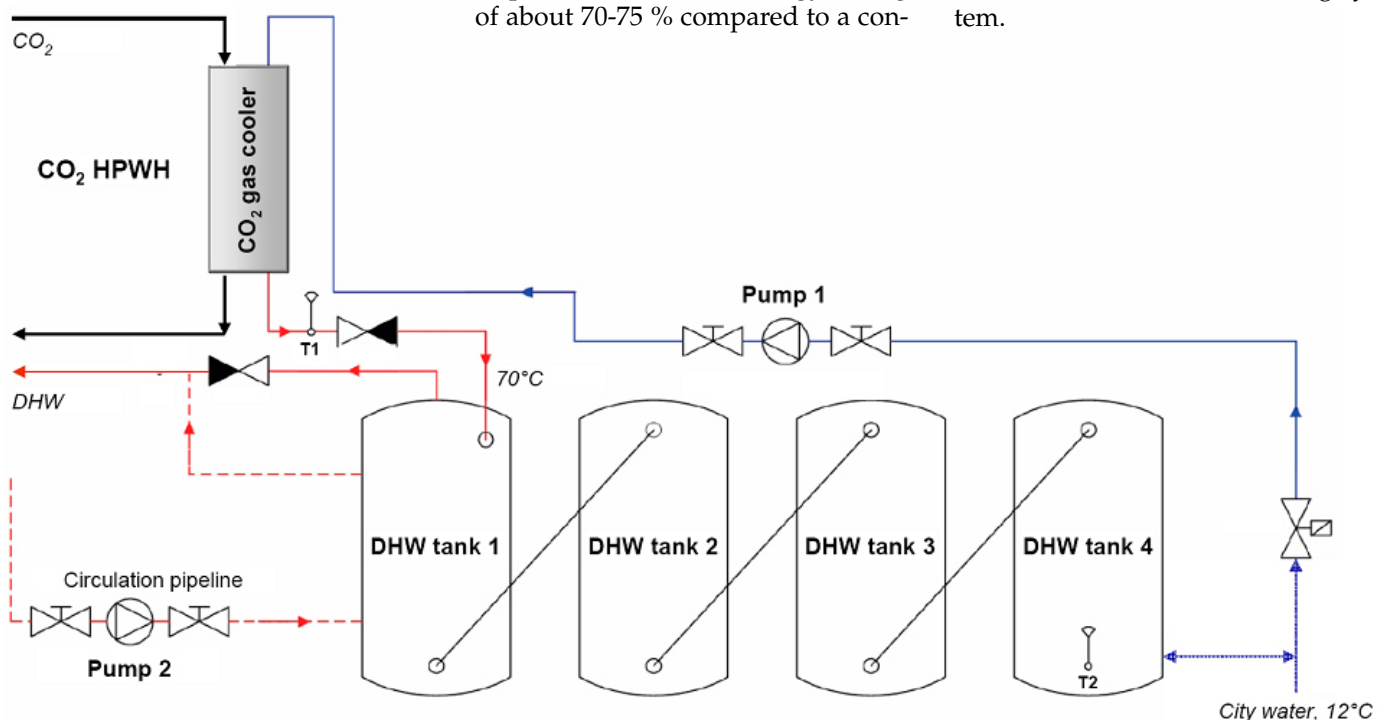 of about 70-75 % compared to a con-
tem.
CO₂
CO₂ gas cooler
CO₂ HPWH
Pump 1
T1
70°C
DHW
DHW tank 1
DHW tank 2
DHW tank 3
DHW tank 4
Circulation pipeline
Pump 2
T2
City water, 12°C